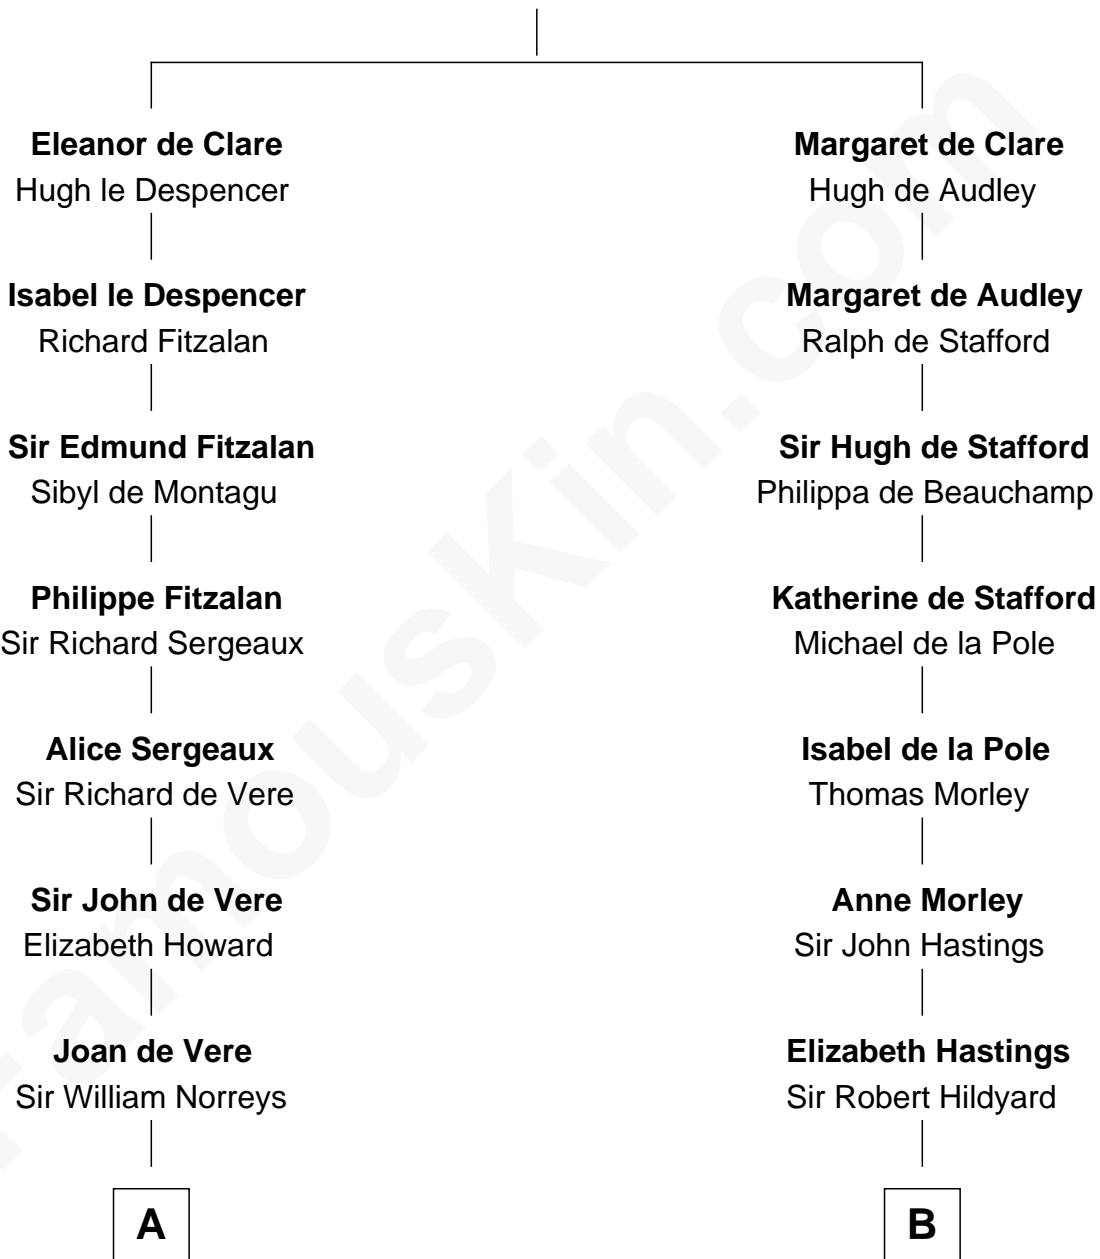 Eleanor de Clare
Hugh le Despencer
Isabel le Despencer
Richard Fitzalan
Sir Edmund Fitzalan
Sibyl de Montagu
Philippe Fitzalan
Sir Richard Sergeaux
Alice Sergeaux
Sir Richard de Vere
Sir John de Vere
Elizabeth Howard
Joan de Vere
Sir William Norreys
A
Margaret de Clare
Hugh de Audley
Margaret de Audley
Ralph de Stafford
Sir Hugh de Stafford
Philippa de Beauchamp
Katherine de Stafford
Michael de la Pole
Isabel de la Pole
Thomas Morley
Anne Morley
Sir John Hastings
Elizabeth Hastings
Sir Robert Hildyard
B
FamousKin.com